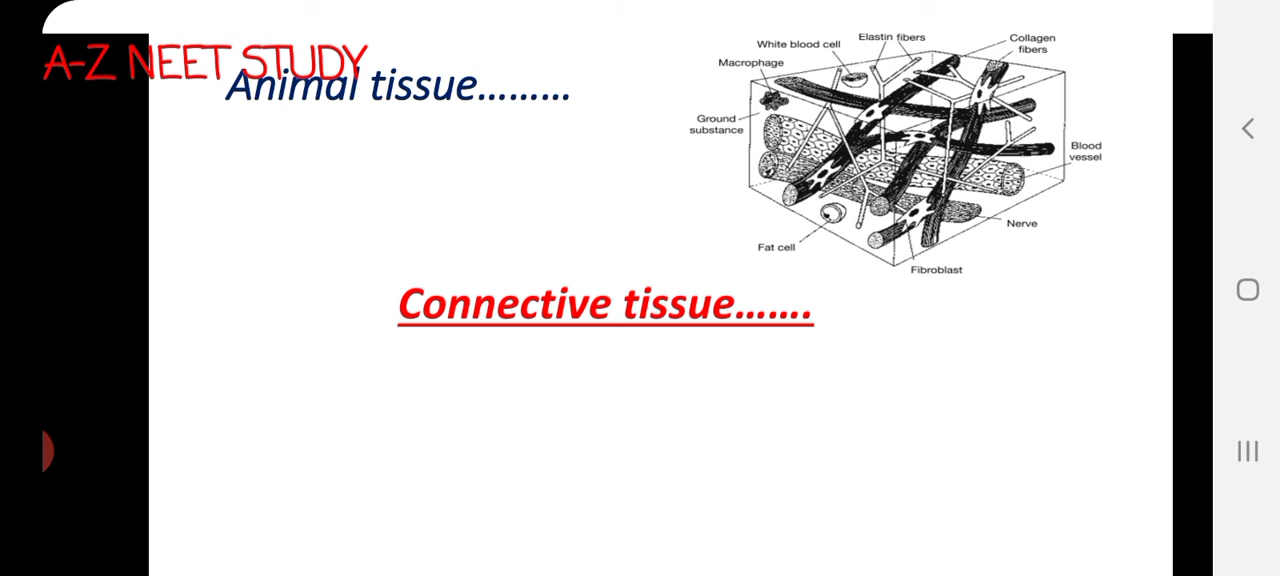 A-Z NEET STUDY
Animal tissue………
White blood cell
Elastin fibers
Collagen
fibers
Macrophage
Ground
substance
Blood
vessel
Nerve
Fat cell
Fibroblast
Connective tissue…….